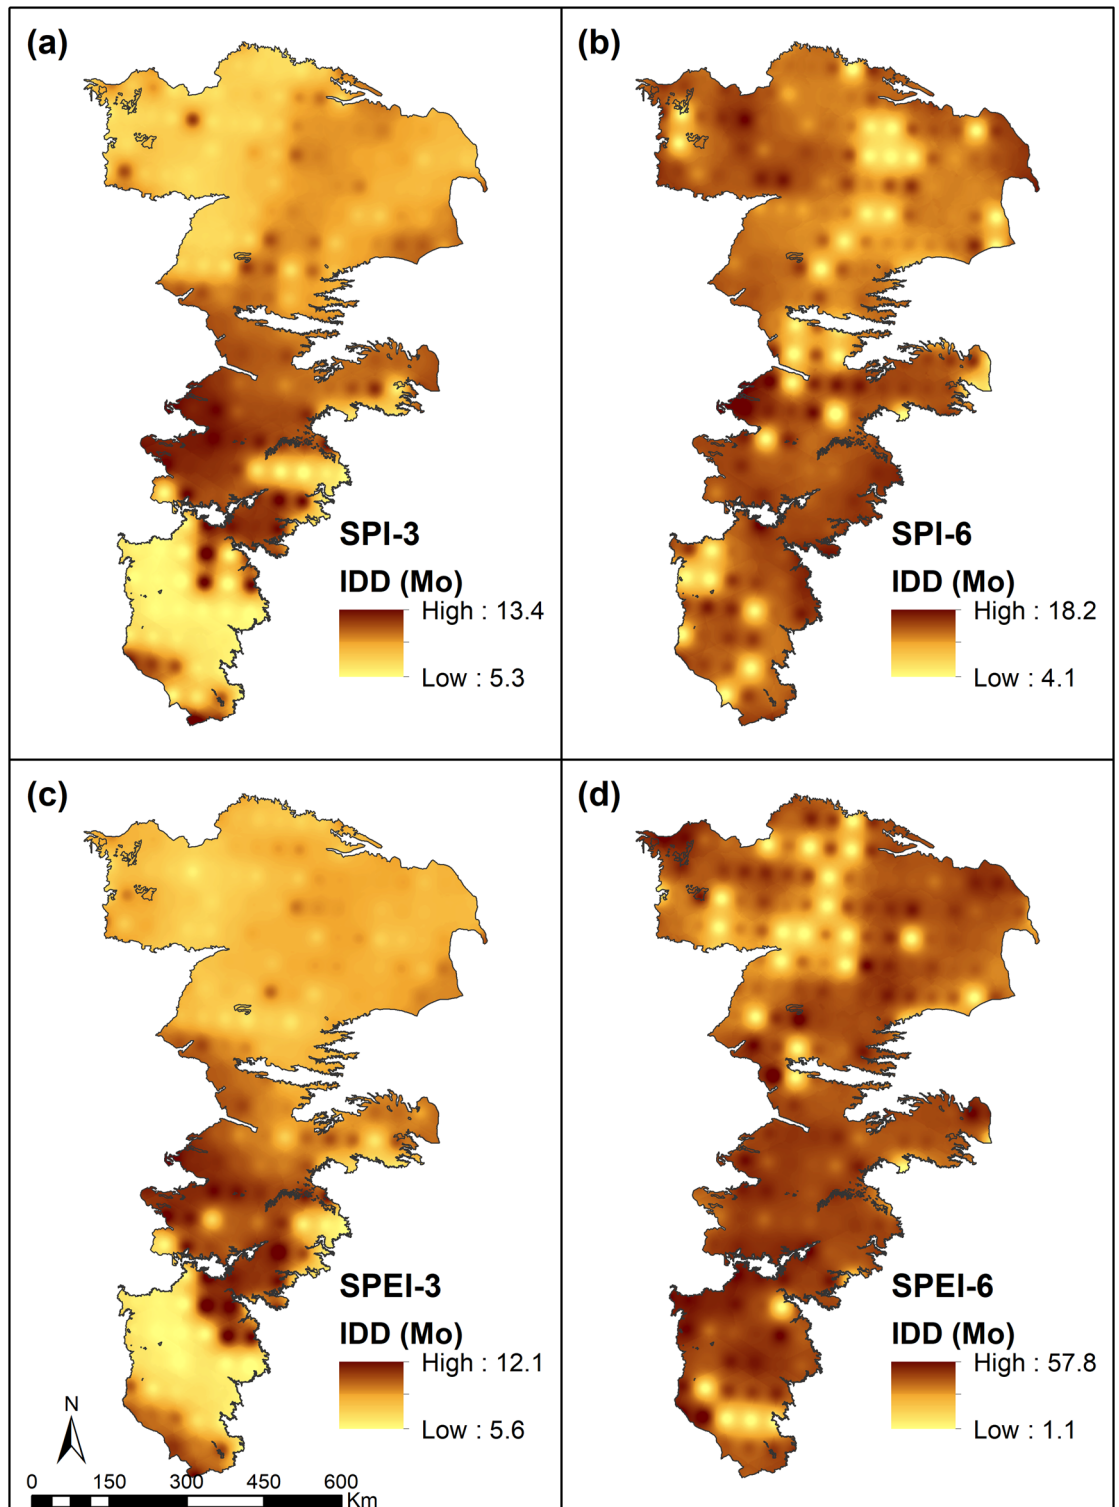 (a)
SPI-3
IDD (Mo)
High : 13.4
Low : 5.3
(b)
SPI-6
IDD (Mo)
High : 18.2
Low : 4.1
(c)
SPEI-3
IDD (Mo)
High : 12.1
Low : 5.6
N
0 150 300 450 600
Km
(d)
SPEI-6
IDD (Mo)
High : 57.8
Low : 1.1